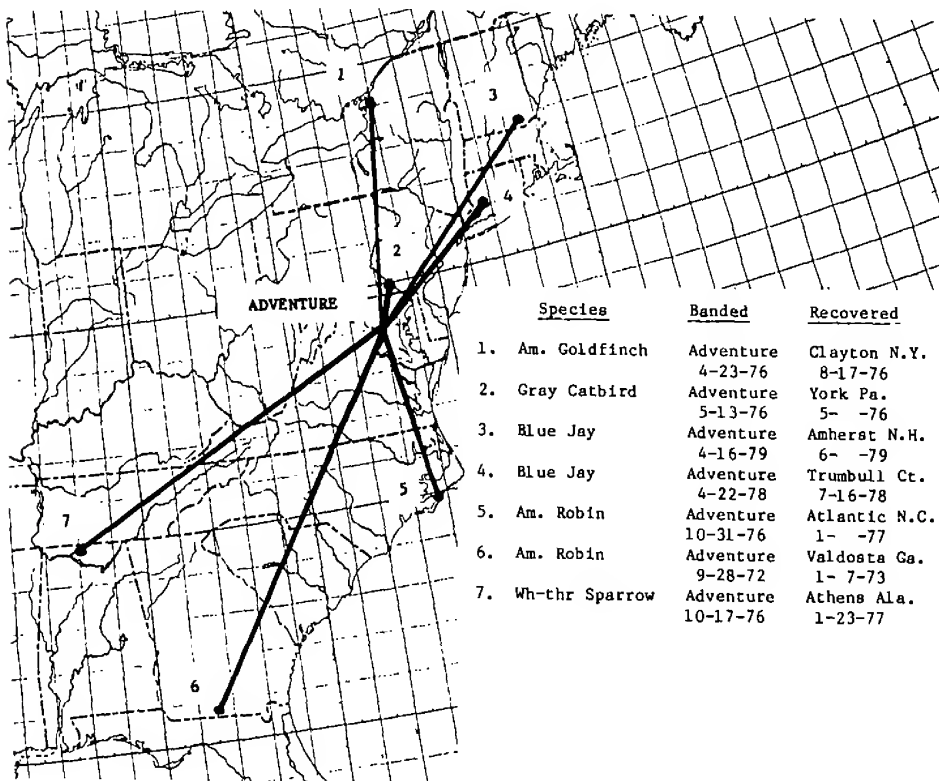 1
3
4
2
ADVENTURE
5
7
6
Species Banded Recovered
1. Am. Goldfinch Adventure Clayton N.Y.
4-23-76 8-17-76
2. Gray Catbird Adventure York Pa.
5-13-76 5- -76
3. Blue Jay Adventure Amherst N.H.
4-16-79 6- -79
4. Blue Jay Adventure Trumbull Ct.
4-22-78 7-16-78
5. Am. Robin Adventure Atlantic N.C.
10-31-76 1- -77
6. Am. Robin Adventure Valdosta Ga.
9-28-72 1- 7-73
7. Wh-thr Sparrow Adventure Athens Ala.
10-17-76 1-23-77